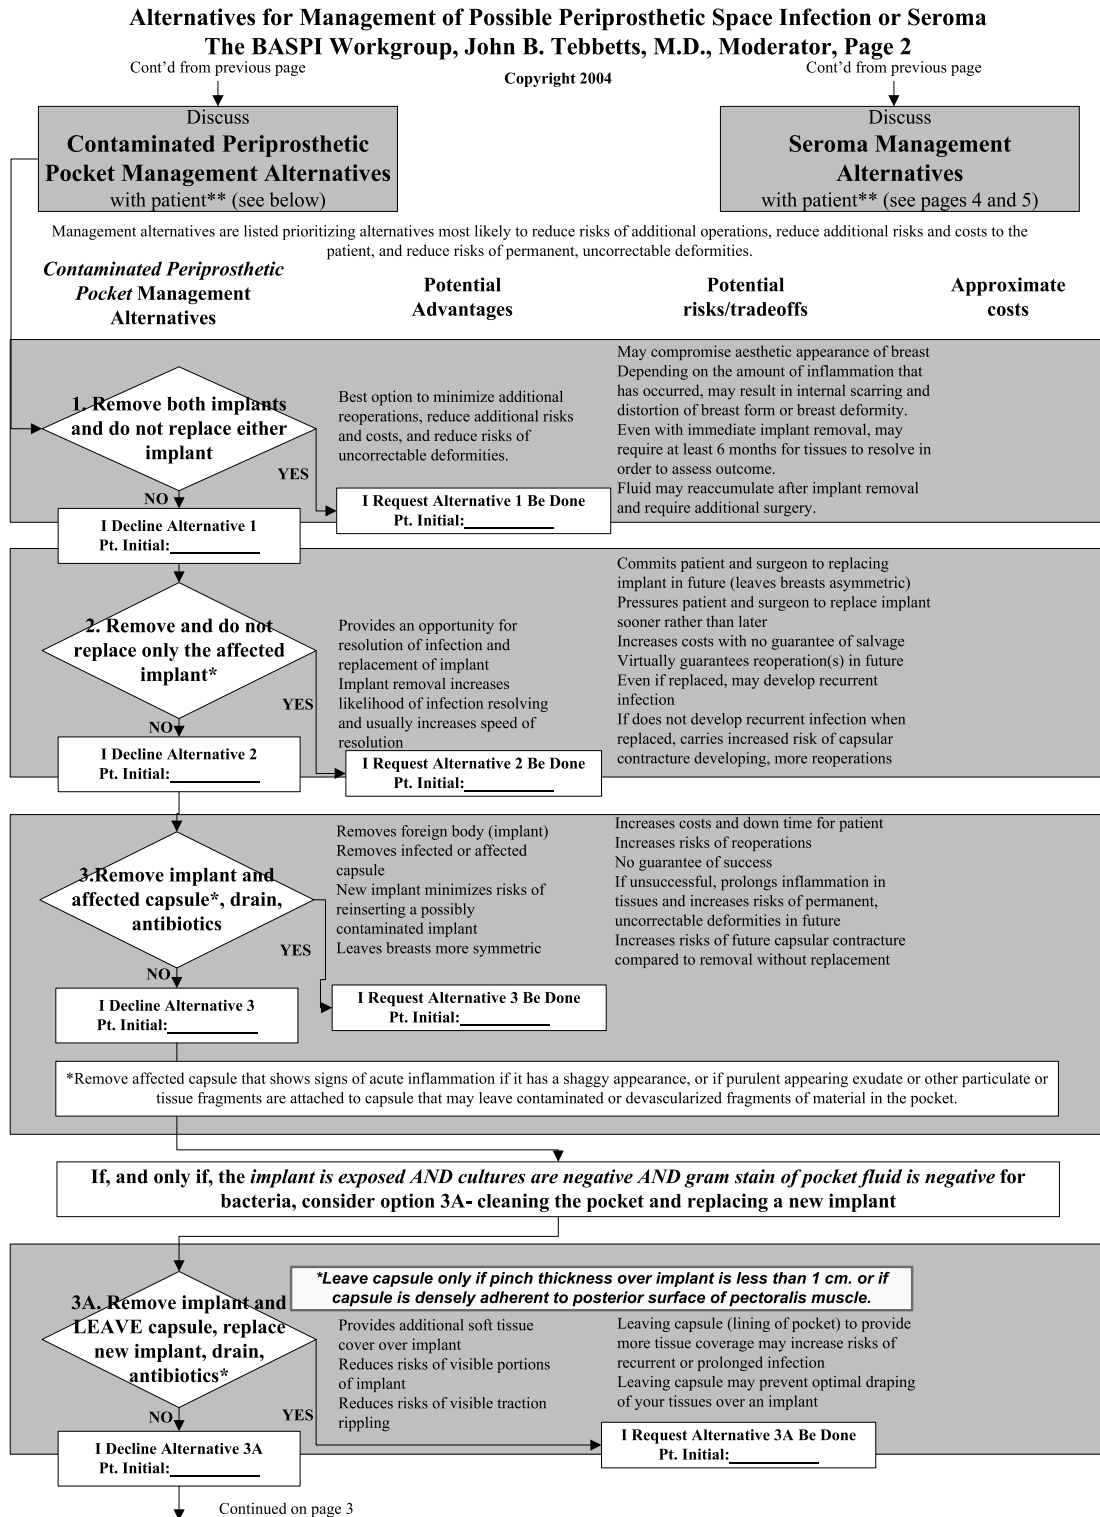 Alternatives for Management of Possible Periprosthetic Space Infection or Seroma
The BASPI Workgroup, John B. Tebbetts, M.D., Moderator, Page 2
Copyright 2004
Cont’d from previous page
Discuss
Contaminated Periprosthetic
Pocket Management Alternatives
with patient** (see below)
Cont’d from previous page
Discuss
Seroma Management
Alternatives
with patient** (see pages 4 and 5)
Management alternatives are listed prioritizing alternatives most likely to reduce risks of additional operations, reduce additional risks and costs to the
patient, and reduce risks of permanent, uncorrectable deformities.
Contaminated Periprosthetic
Pocket Management
Alternatives
Potential
Advantages
Potential
risks/tradeoffs
Approximate
costs
1. Remove both implants
and do not replace either
implant
YES
NO
Best option to minimize additional
reoperations, reduce additional risks
and costs, and reduce risks of
uncorrectable deformities.
May compromise aesthetic appearance of breast
Depending on the amount of inflammation that
has occurred, may result in internal scarring and
distortion of breast form or breast deformity.
Even with immediate implant removal, may
require at least 6 months for tissues to resolve in
order to assess outcome.
Fluid may reaccumulate after implant removal
and require additional surgery.
I Decline Alternative 1
Pt. Initial:
I Request Alternative 1 Be Done
Pt. Initial:
2. Remove and do not
replace only the affected
implant*
YES
NO
Provides an opportunity for
resolution of infection and
replacement of implant
Implant removal increases
likelihood of infection resolving
and usually increases speed of
resolution
Commits patient and surgeon to replacing
implant in future (leaves breasts asymmetric)
Pressures patient and surgeon to replace implant
sooner rather than later
Increases costs with no guarantee of salvage
Virtually guarantees reoperation(s) in future
Even if replaced, may develop recurrent
infection
If does not develop recurrent infection when
replaced, carries increased risk of capsular
contracture developing, more reoperations
I Decline Alternative 2
Pt. Initial:
I Request Alternative 2 Be Done
Pt. Initial:
3.Remove implant and
affected capsule*, drain,
antibiotics
YES
NO
Removes foreign body (implant)
Removes infected or affected
capsule
New implant minimizes risks of
reinserting a possibly
contaminated implant
Leaves breasts more symmetric
Increases costs and down time for patient
Increases risks of reoperations
No guarantee of success
If unsuccessful, prolongs inflammation in
tissues and increases risks of permanent,
uncorrectable deformities in future
Increases risks of future capsular contracture
compared to removal without replacement
I Decline Alternative 3
Pt. Initial:
I Request Alternative 3 Be Done
Pt. Initial:
*Remove affected capsule that shows signs of acute inflammation if it has a shaggy appearance, or if purulent appearing exudate or other particulate or
tissue fragments are attached to capsule that may leave contaminated or devascularized fragments of material in the pocket.
If, and only if, the implant is exposed AND cultures are negative AND gram stain of pocket fluid is negative for
bacteria, consider option 3A- cleaning the pocket and replacing a new implant
*Leave capsule only if pinch thickness over implant is less than 1 cm. or if
capsule is densely adherent to posterior surface of pectoralis muscle.
3A. Remove implant and
LEAVE capsule, replace
new implant, drain,
antibiotics*
YES
NO
Provides additional soft tissue
cover over implant
Reduces risks of visible portions
of implant
Reduces risks of visible traction
rippling
Leaving capsule (lining of pocket) to provide
more tissue coverage may increase risks of
recurrent or prolonged infection
Leaving capsule may prevent optimal draping
of your tissues over an implant
I Decline Alternative 3A
Pt. Initial:
I Request Alternative 3A Be Done
Pt. Initial:
Continued on page 3